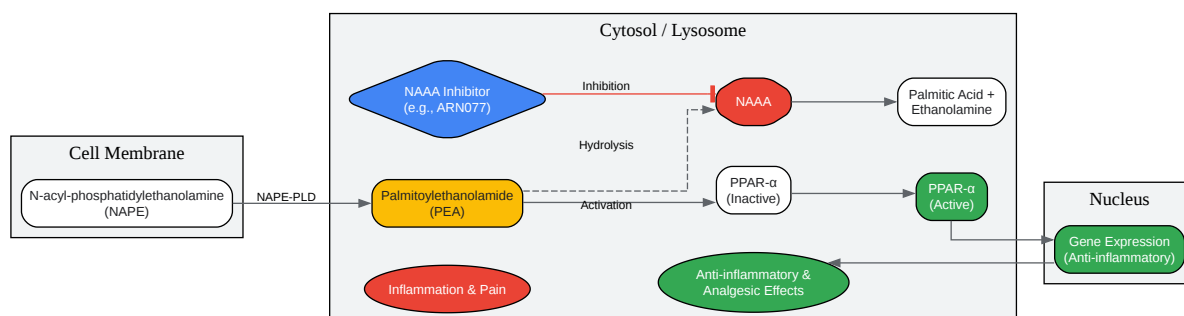 Cytosol / Lysosome
NAAA Inhibitor
(e.g., ARN077)
Inhibition
NAAA
Palmitic Acid +
Ethanolamine
Hydrolysis
Cell Membrane
N-acyl-phosphatidylethanolamine
(NAPE)
NAPE-PLD
Palmitoylethanolamide
(PEA)
Activation
PPAR-α
(Inactive)
PPAR-α
(Active)
Nucleus
Gene Expression
(Anti-inflammatory)
Inflammation & Pain
Anti-inflammatory &
Analgesic Effects